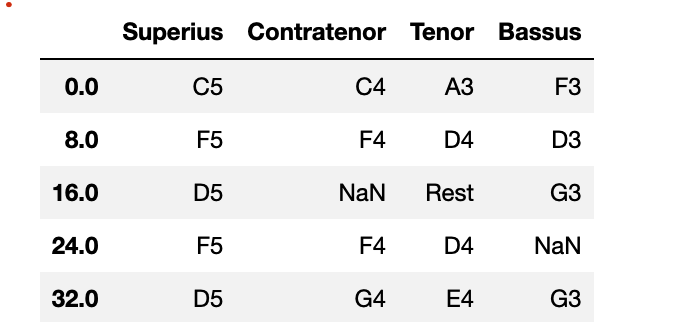 Superius Contratenor Tenor Bassus
0.0 C5 C4 A3 F3
8.0 F5 F4 D4 D3
16.0 D5 NaN Rest G3
24.0 F5 F4 D4 NaN
32.0 D5 G4 E4 G3